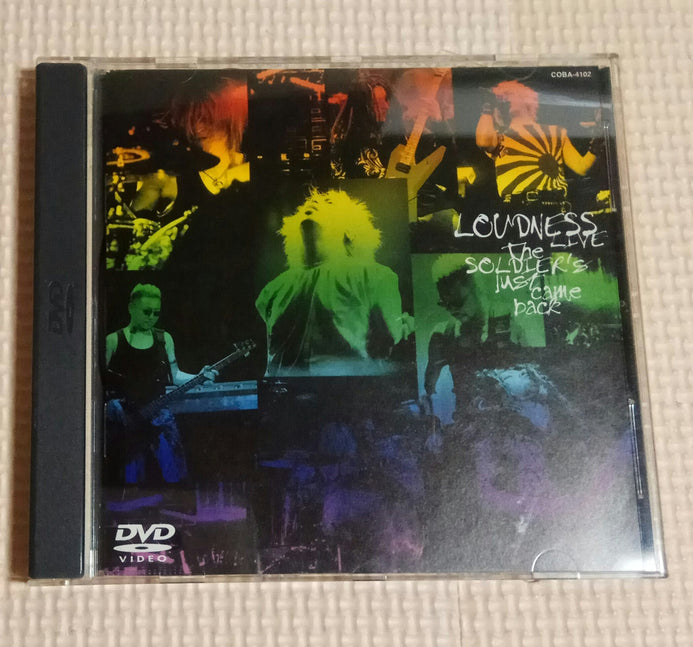 COBA-4102
LOUDNESS
LIVE
the
SOLDIER'S
just
came
back
DVD
DVD
VIDEO